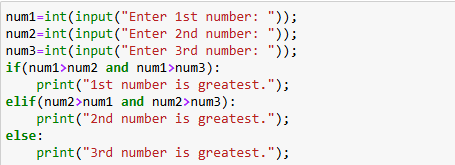 num1=int(input("Enter 1st number: "));
num2=int(input("Enter 2nd number: "));
num3=int(input("Enter 3rd number: "));
if(num1>num2 and num1>num3):
    print("1st number is greatest.");
elif(num2>num1 and num2>num3):
    print("2nd number is greatest.");
else:
    print("3rd number is greatest.");